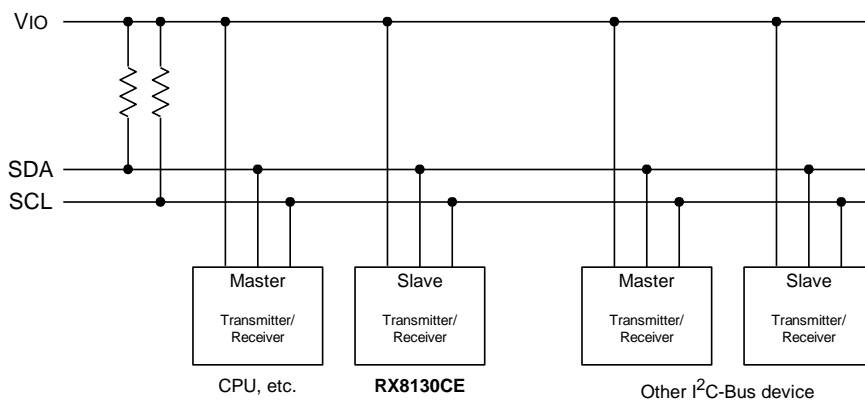 VIO
SDA
SCL
Master
Transmitter/
Receiver
Slave
Transmitter/
Receiver
Master
Transmitter/
Receiver
Slave
Transmitter/
Receiver
CPU, etc.
RX8130CE
Other I²C-Bus device